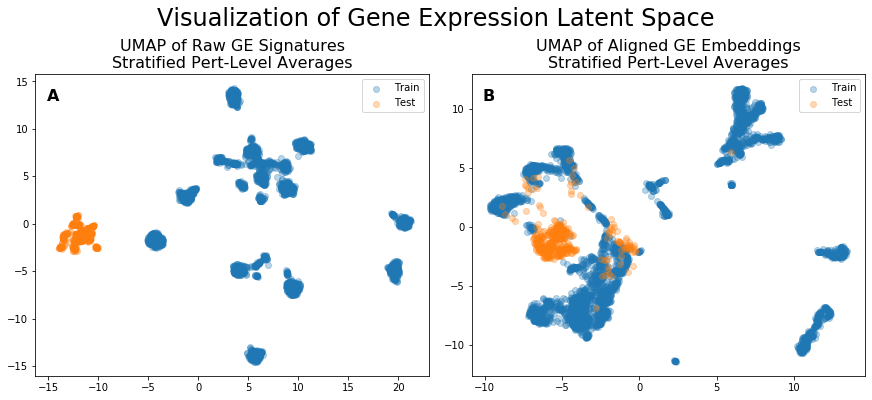 Visualization of Gene Expression Latent Space
UMAP of Raw GE Signatures
Stratified Pert-Level Averages
A
Train
Test
15
10
5
0
−5
−10
−15
−15
−10
−5
0
5
10
15
20
UMAP of Aligned GE Embeddings
Stratified Pert-Level Averages
B
Train
Test
10
5
0
−5
−10
−10
−5
0
5
10